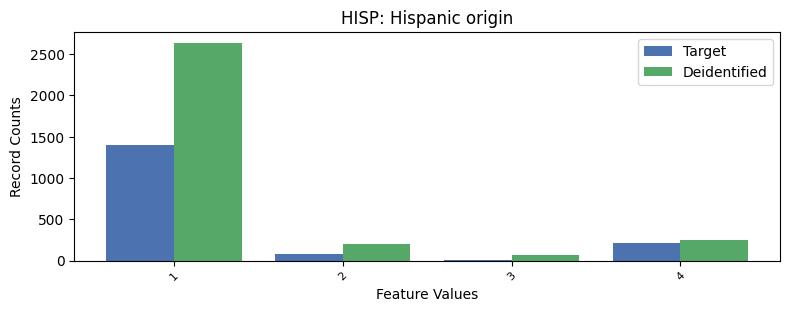 HISP: Hispanic origin
Target
Deidentified
Record Counts
2500
2000
1500
1000
500
0
1 2 3 4
Feature Values